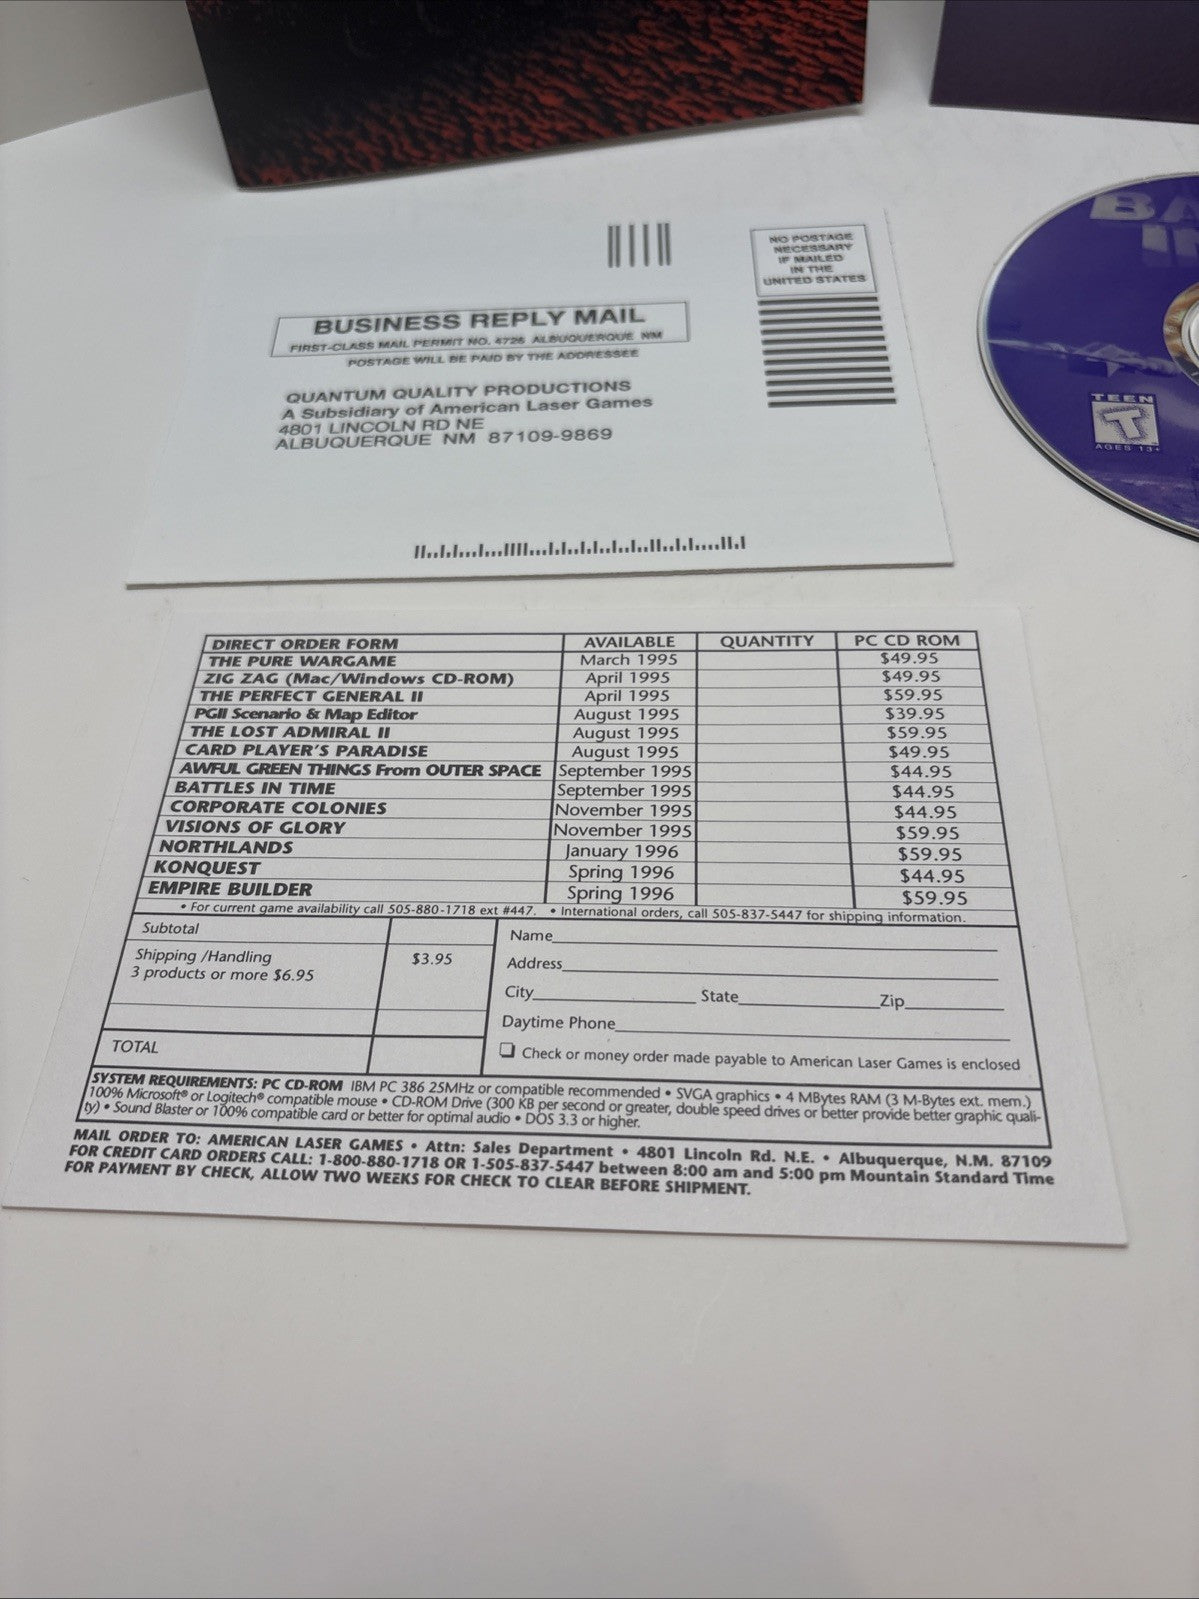 NO POSTAGE
NECESSARY
IF MAILED
IN THE
UNITED STATES
BUSINESS REPLY MAIL
FIRST-CLASS MAIL PERMIT NO. 4725 ALBUQUERQUE NM
POSTAGE WILL BE PAID BY THE ADDRESSEE
QUANTUM QUALITY PRODUCTIONS
A Subsidiary of American Laser Games
4801 LINCOLN RD NE
ALBUQUERQUE NM 87109-9869
TEEN
T
AGES 13+
DIRECT ORDER FORM AVAILABLE QUANTITY PC CD ROM
THE PURE WARGAME March 1995 $49.95
ZIG ZAG (Mac/Windows CD-ROM) April 1995 $49.95
THE PERFECT GENERAL II April 1995 $59.95
PGII Scenario & Map Editor August 1995 $39.95
THE LOST ADMIRAL II August 1995 $59.95
CARD PLAYER'S PARADISE August 1995 $49.95
AWFUL GREEN THINGS From OUTER SPACE September 1995 $44.95
BATTLES IN TIME September 1995 $44.95
CORPORATE COLONIES November 1995 $44.95
VISIONS OF GLORY November 1995 $59.95
NORTHLANDS January 1996 $59.95
KONQUEST Spring 1996 $44.95
EMPIRE BUILDER Spring 1996 $59.95
• For current game availability call 505-880-1718 ext #447. • International orders, call 505-837-5447 for shipping information.
Subtotal
Shipping /Handling $3.95
3 products or more $6.95
TOTAL
Name
Address
City State Zip
Daytime Phone
❏ Check or money order made payable to American Laser Games is enclosed
SYSTEM REQUIREMENTS: PC CD-ROM IBM PC 386 25MHz or compatible recommended • SVGA graphics • 4 MBytes RAM (3 M-Bytes ext. mem.)
100% Microsoft® or Logitech® compatible mouse • CD-ROM Drive (300 KB per second or greater, double speed drives or better provide better graphic quali-
ty) • Sound Blaster or 100% compatible card or better for optimal audio • DOS 3.3 or higher.
MAIL ORDER TO: AMERICAN LASER GAMES • Attn: Sales Department • 4801 Lincoln Rd. N.E. • Albuquerque, N.M. 87109
FOR CREDIT CARD ORDERS CALL: 1-800-880-1718 OR 1-505-837-5447 between 8:00 am and 5:00 pm Mountain Standard Time
FOR PAYMENT BY CHECK, ALLOW TWO WEEKS FOR CHECK TO CLEAR BEFORE SHIPMENT.